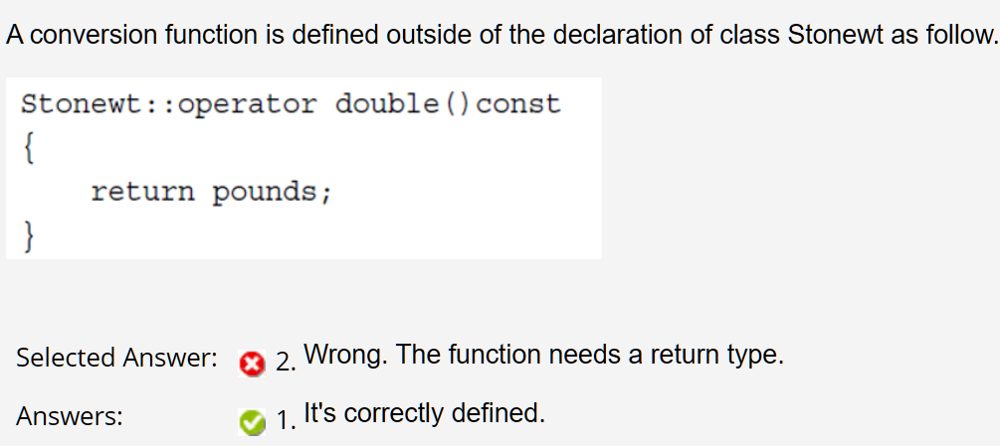 A conversion function is defined outside of the declaration of class Stonewt as follow.
Stonewt::operator double()const
{
return pounds;
}
Selected Answer: 2. Wrong. The function needs a return type.
Answers: 1. It's correctly defined.